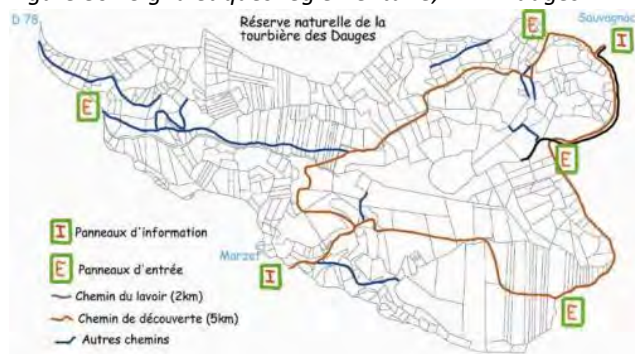 D 78
Réserve naturelle de la
tourbière des Dauges
E
Sauvagnac
I
E
E
I Panneaux d'information
Marzet
I
E Panneaux d'entrée
Chemin du lavoir (2km)
Chemin de découverte (5km)
Autres chemins
E